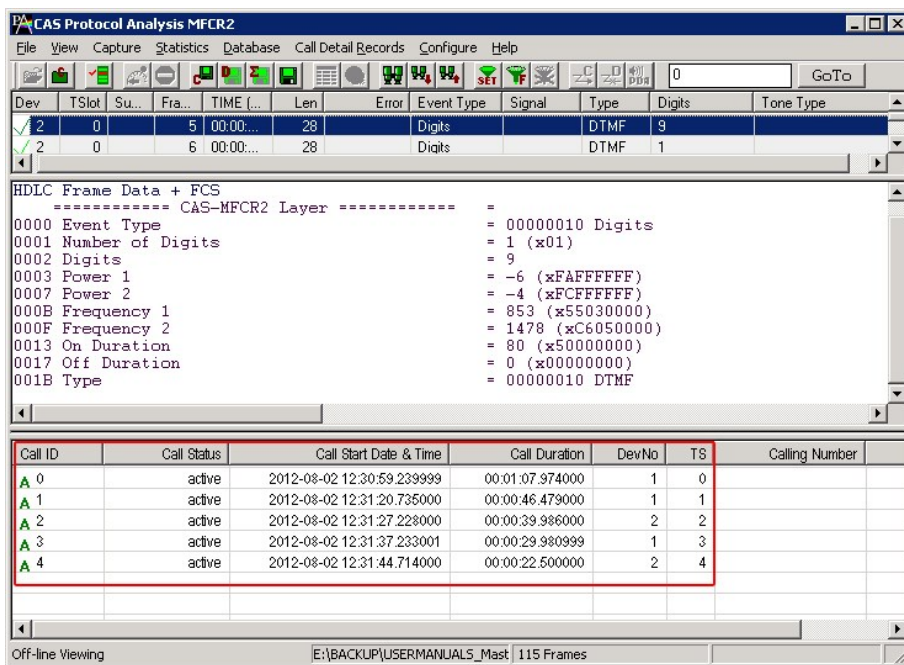 CAS Protocol Analysis MFCR2
File View Capture Statistics Database Call Detail Records Configure Help
0 GoTo
Dev TSlot Su... Fra... TIME (... Len Error Event Type Signal Type Digits Tone Type
2 0 5 00:00:... 28 Digits DTMF 9
2 0 6 00:00:... 28 Digits DTMF 1
HDLC Frame Data + FCS
============ CAS-MFCR2 Layer ============ =
0000 Event Type = 00000010 Digits
0001 Number of Digits = 1 (x01)
0002 Digits = 9
0003 Power 1 = -6 (xFAFFFFFF)
0007 Power 2 = -4 (xFCFFFFFF)
000B Frequency 1 = 853 (x55030000)
000F Frequency 2 = 1478 (xC6050000)
0013 On Duration = 80 (x50000000)
0017 Off Duration = 0 (x00000000)
001B Type = 00000010 DTMF
Call ID Call Status Call Start Date & Time Call Duration DevNo TS Calling Number
A 0 active 2012-08-02 12:30:59.239999 00:01:07.974000 1 0
A 1 active 2012-08-02 12:31:20.735000 00:00:46.479000 1 1
A 2 active 2012-08-02 12:31:27.228000 00:00:39.986000 2 2
A 3 active 2012-08-02 12:31:37.233001 00:00:29.980999 1 3
A 4 active 2012-08-02 12:31:44.714000 00:00:22.500000 2 4
Off-line Viewing E:\BACKUP\USERMANUALS_Mast 115 Frames